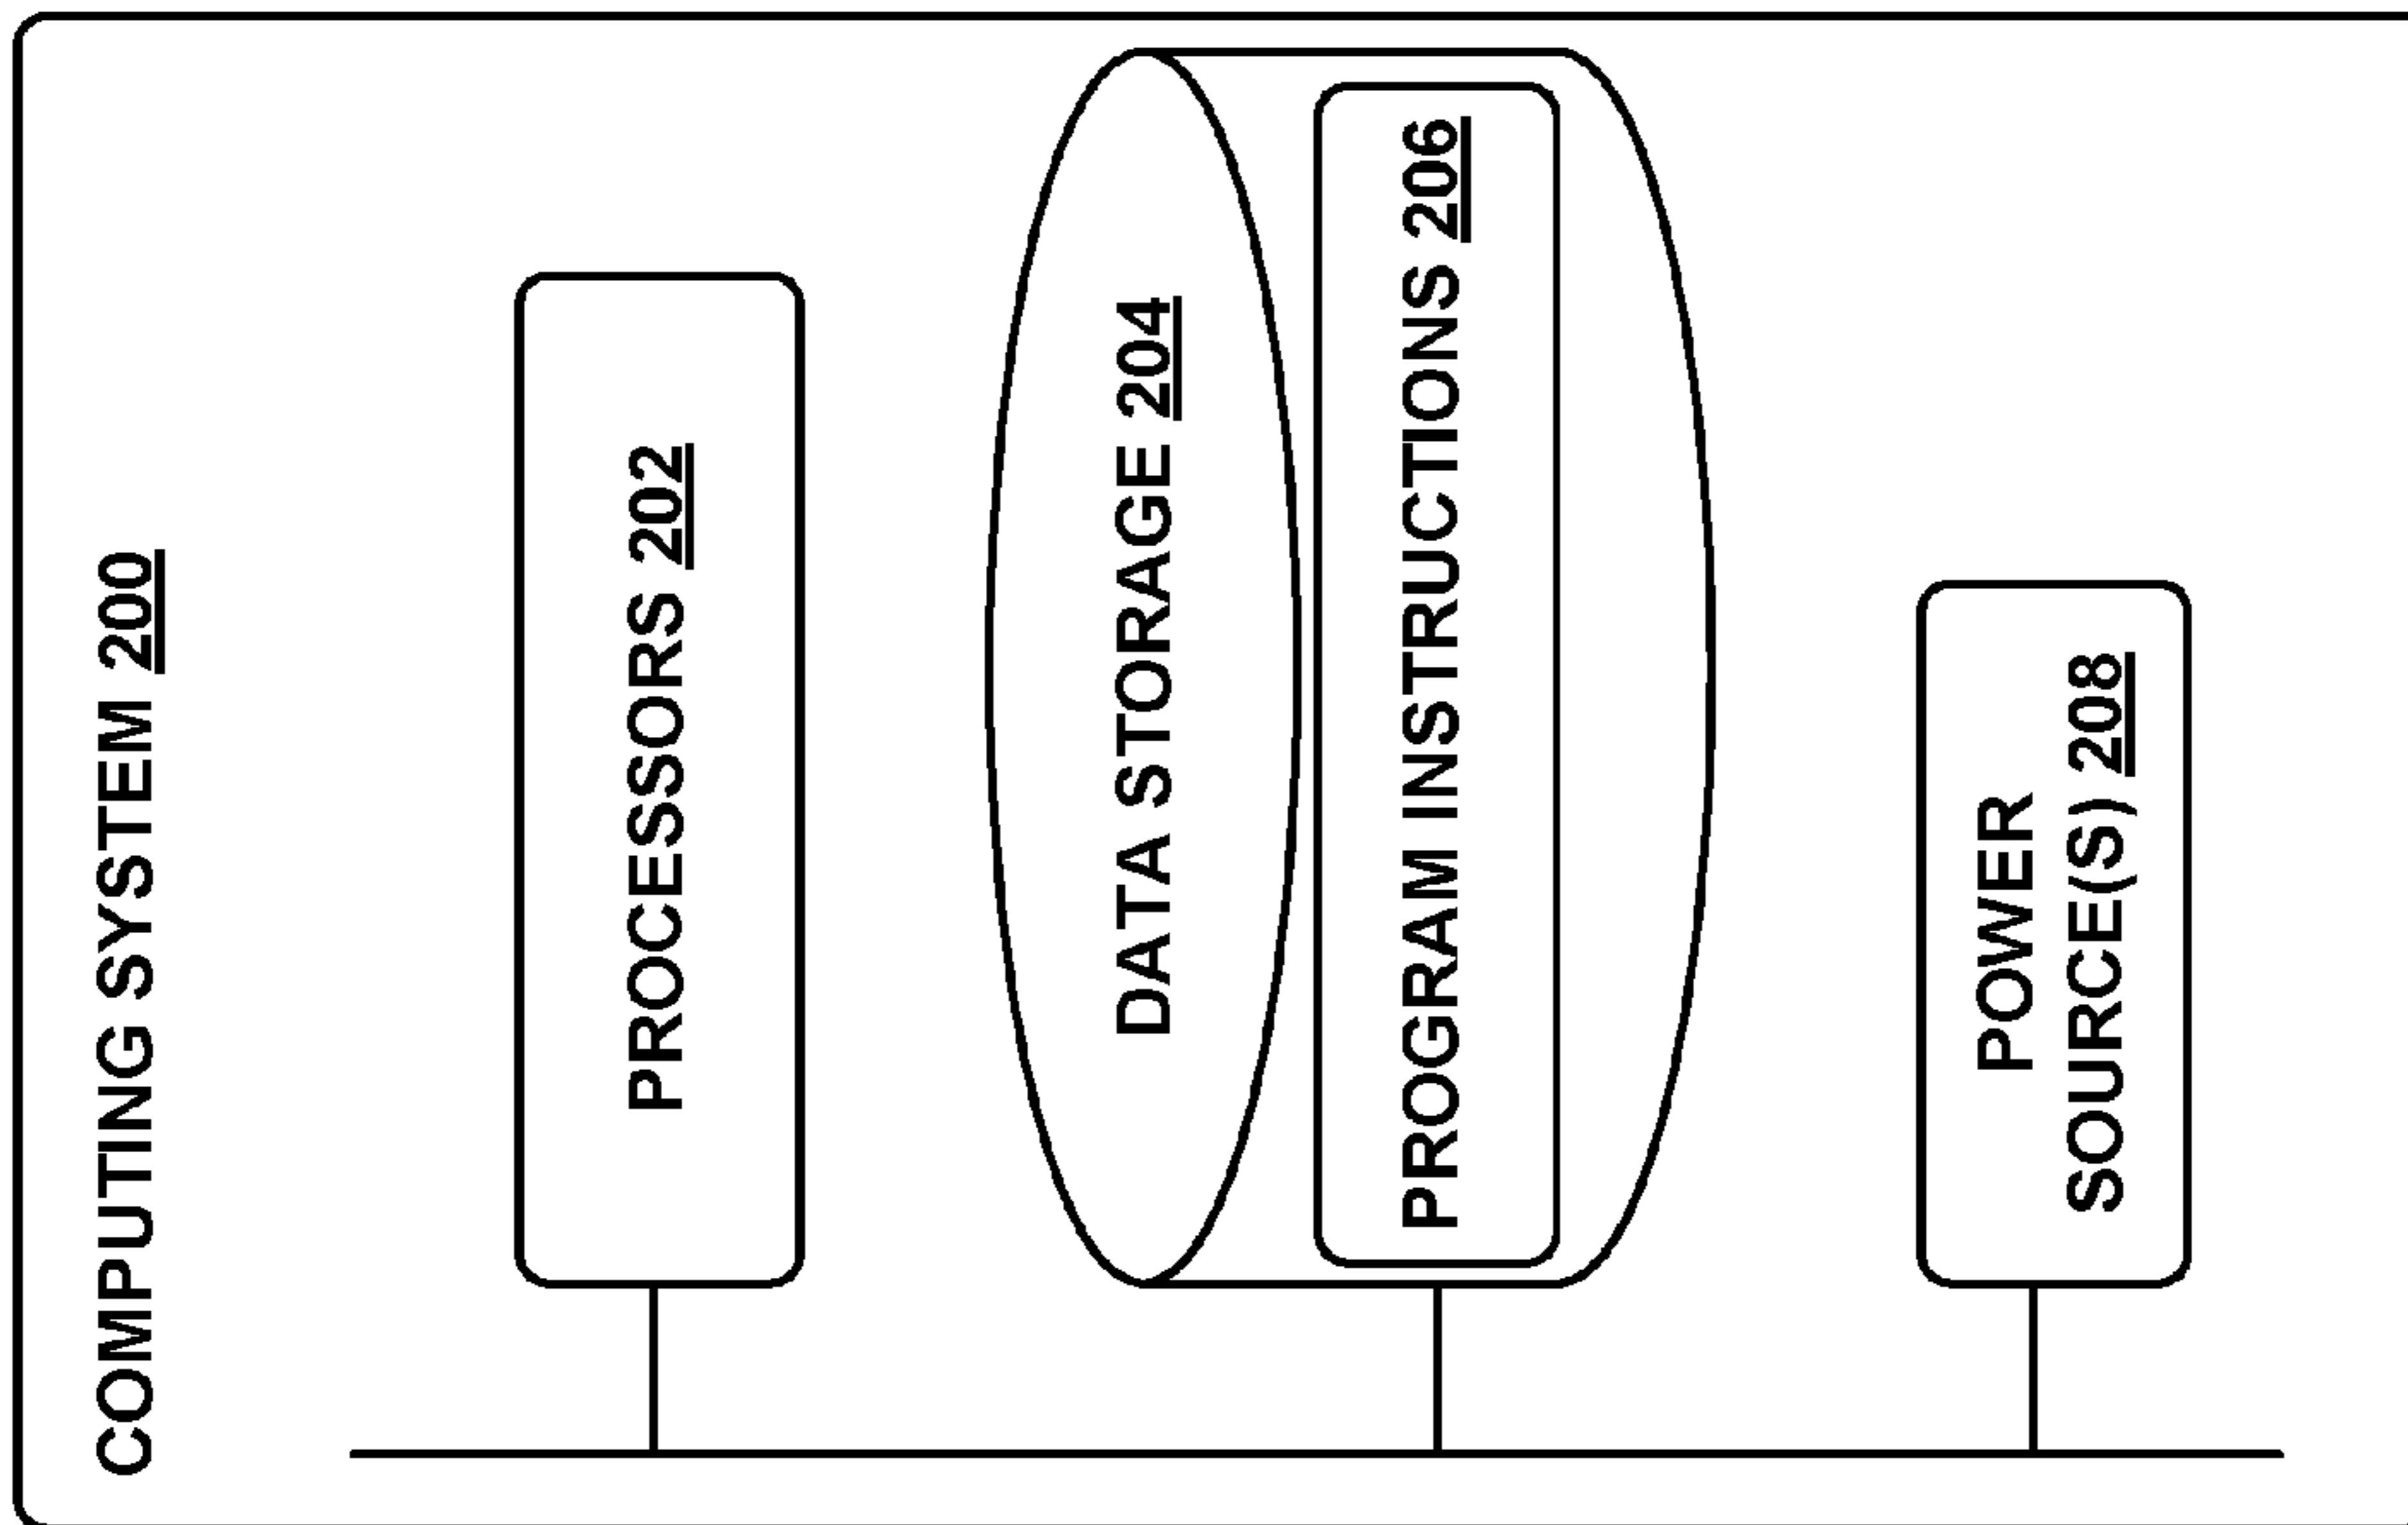 COMPUTING SYSTEM 200
PROCESSORS 202
DATA STORAGE 204
PROGRAM INSTRUCTIONS 206
POWER
SOURCE(S) 208